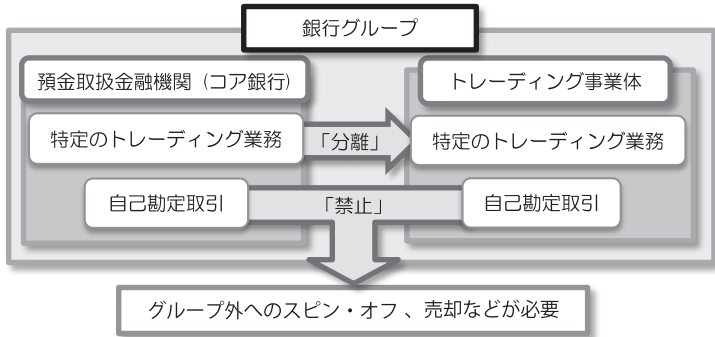 銀行グループ
預金取扱金融機関（コア銀行）
トレーディング事業体
特定のトレーディング業務
「分離」
特定のトレーディング業務
自己勘定取引
「禁止」
自己勘定取引
グループ外へのスピン・オフ、売却などが必要